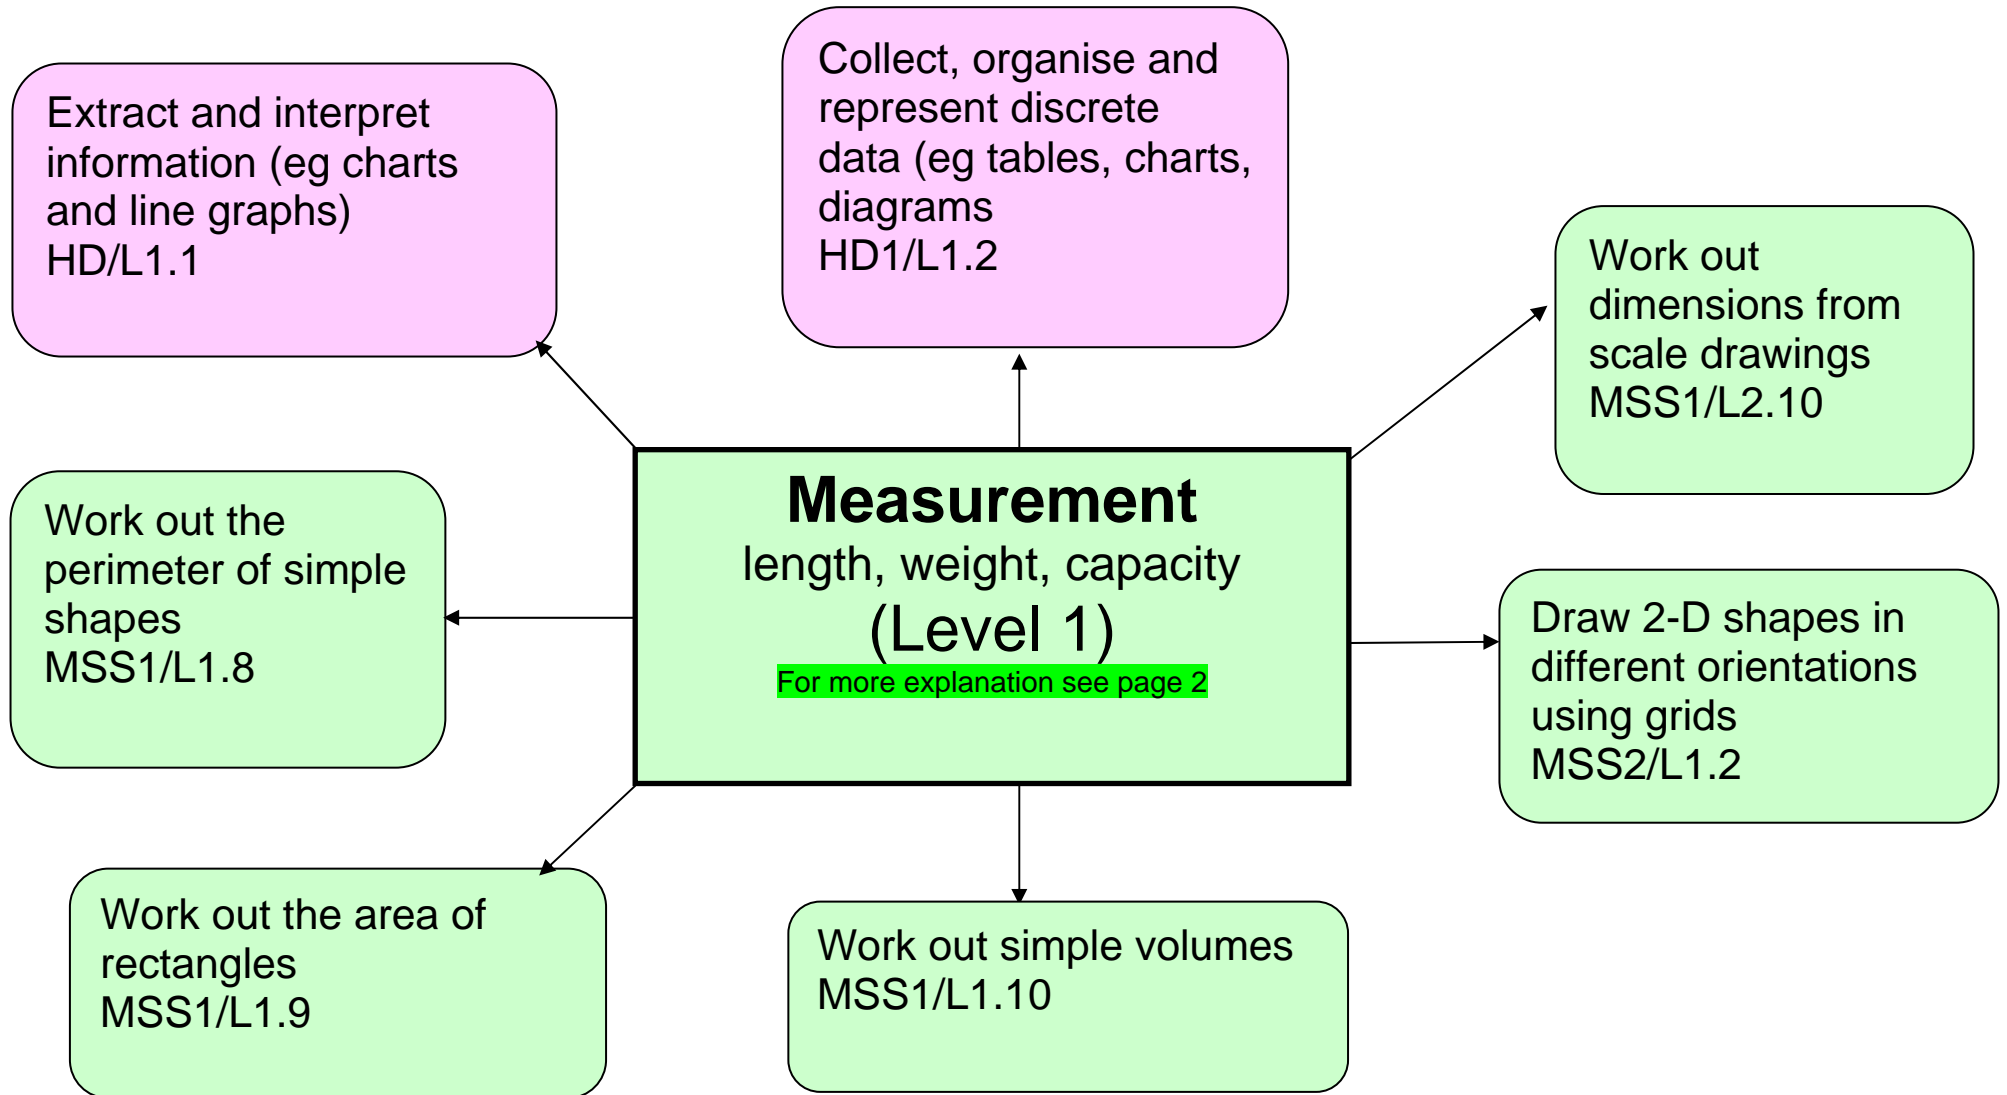 Extract and interpret
information (eg charts
and line graphs)
HD/L1.1
Collect, organise and
represent discrete
data (eg tables, charts,
diagrams
HD1/L1.2
Work out
dimensions from
scale drawings
MSS1/L2.10
Work out the
perimeter of simple
shapes
MSS1/L1.8
Measurement
length, weight, capacity
(Level 1)
For more explanation see page 2
Draw 2-D shapes in
different orientations
using grids
MSS2/L1.2
Work out the area of
rectangles
MSS1/L1.9
Work out simple volumes
MSS1/L1.10